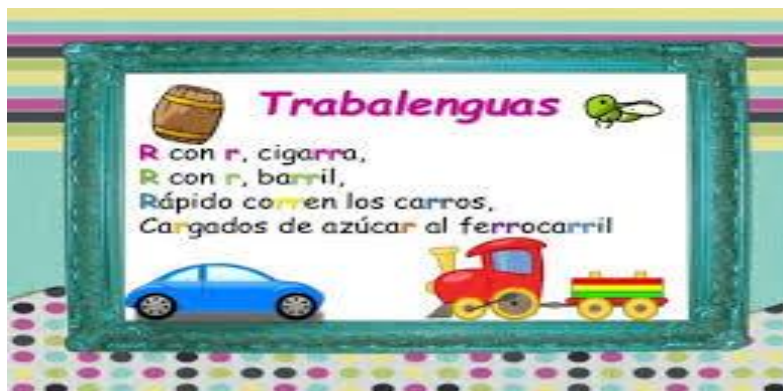 Trabalenguas
R con r, cigarra,
R con r, barril,
Rápido corren los carros,
Cargados de azúcar al ferrocarril